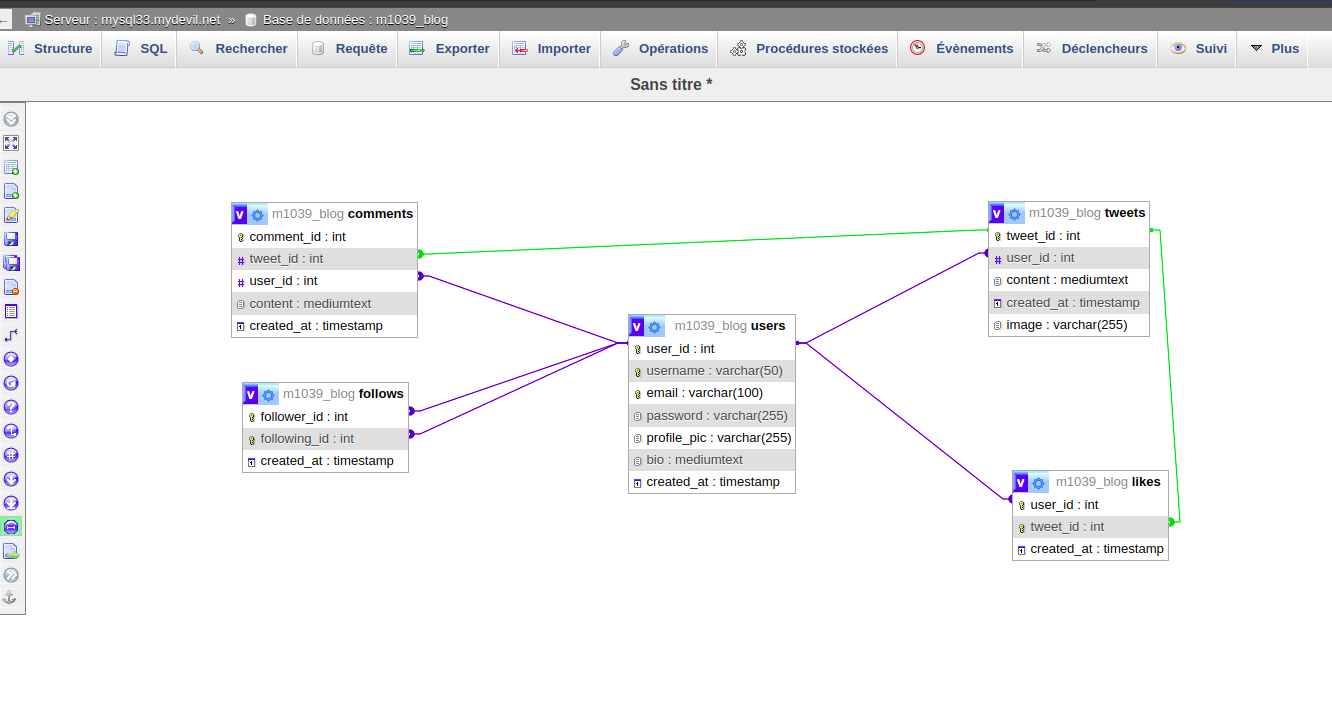 Serveur : mysql33.mydevil.net » Base de données : m1039_blog
Structure SQL Rechercher Requête Exporter Importer Opérations Procédures stockées Évènements Déclencheurs Suivi Plus
Sans titre *
m1039_blog comments
comment_id : int
tweet_id : int
user_id : int
content : mediumtext
created_at : timestamp
m1039_blog follows
follower_id : int
following_id : int
created_at : timestamp
m1039_blog users
user_id : int
username : varchar(50)
email : varchar(100)
password : varchar(255)
profile_pic : varchar(255)
bio : mediumtext
created_at : timestamp
m1039_blog tweets
tweet_id : int
user_id : int
content : mediumtext
created_at : timestamp
image : varchar(255)
m1039_blog likes
user_id : int
tweet_id : int
created_at : timestamp